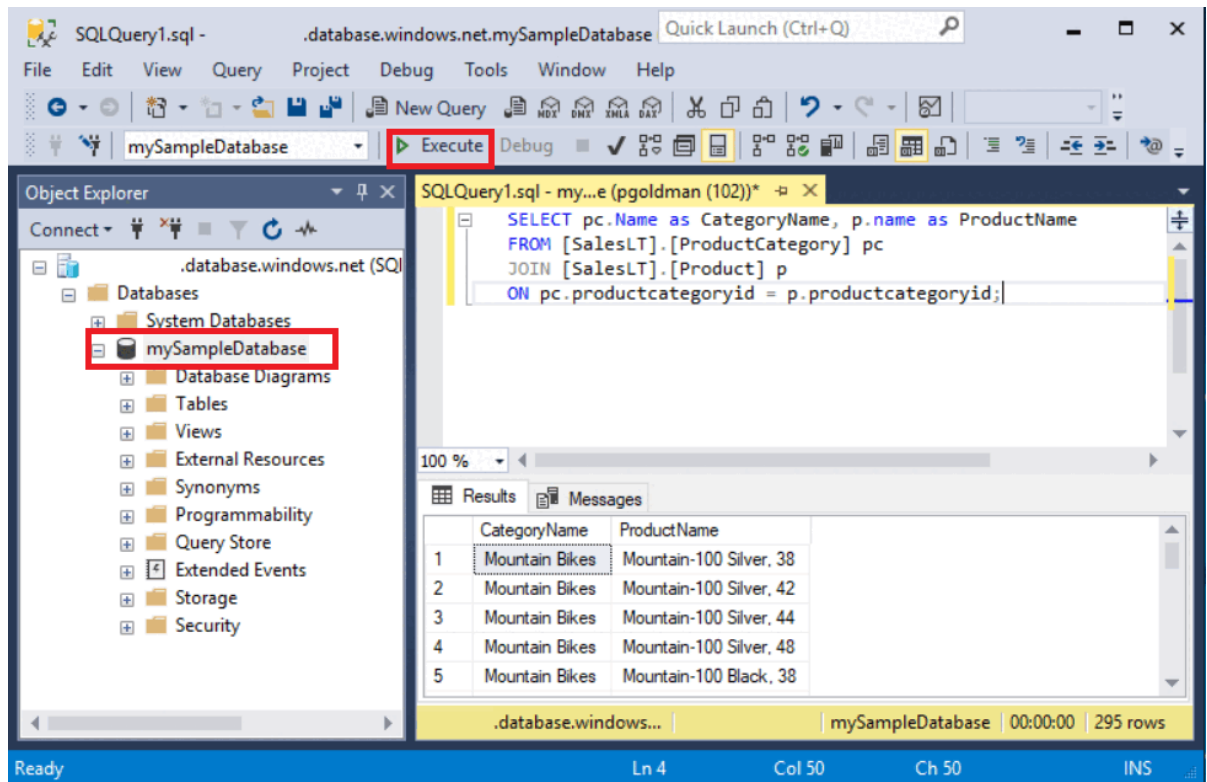 SQLQuery1.sql - .database.windows.net.mySampleDatabase Quick Launch (Ctrl+Q)
File Edit View Query Project Debug Tools Window Help
New Query MDX DMX XMLA DAX
mySampleDatabase Execute Debug
Object Explorer
Connect
.database.windows.net (SQl
Databases
System Databases
mySampleDatabase
Database Diagrams
Tables
Views
External Resources
Synonyms
Programmability
Query Store
Extended Events
Storage
Security
SQLQuery1.sql - my...e (pgoldman (102))*
SELECT pc.Name as CategoryName, p.name as ProductName
FROM [SalesLT].[ProductCategory] pc
JOIN [SalesLT].[Product] p
ON pc.productcategoryid = p.productcategoryid;
100 %
Results Messages
CategoryName ProductName
1 Mountain Bikes Mountain-100 Silver, 38
2 Mountain Bikes Mountain-100 Silver, 42
3 Mountain Bikes Mountain-100 Silver, 44
4 Mountain Bikes Mountain-100 Silver, 48
5 Mountain Bikes Mountain-100 Black, 38
.database.windows... mySampleDatabase 00:00:00 295 rows
Ready Ln 4 Col 50 Ch 50 INS